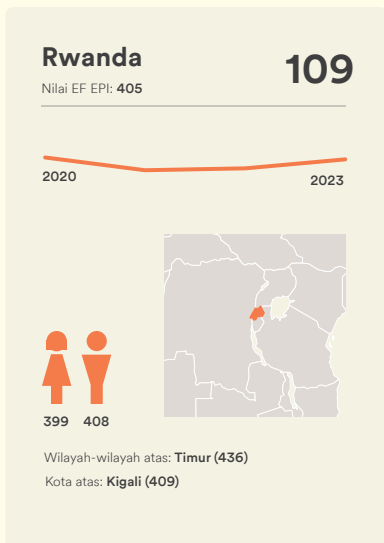 Rwanda
109
Nilai EF EPI: 405
2020
2023
399 408
Wilayah-wilayah atas: Timur (436)
Kota atas: Kigali (409)